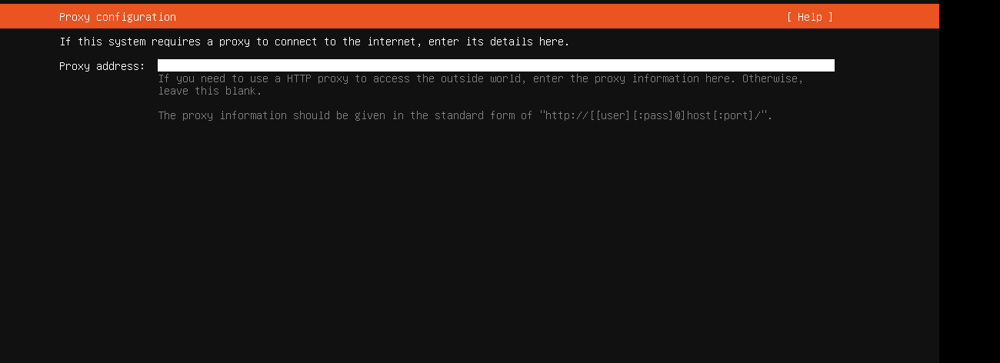 Proxy configuration [ Help ]
If this system requires a proxy to connect to the internet, enter its details here.
Proxy address:
If you need to use a HTTP proxy to access the outside world, enter the proxy information here. Otherwise,
leave this blank.
The proxy information should be given in the standard form of "http://[[user][:pass]@]host[:port]/".